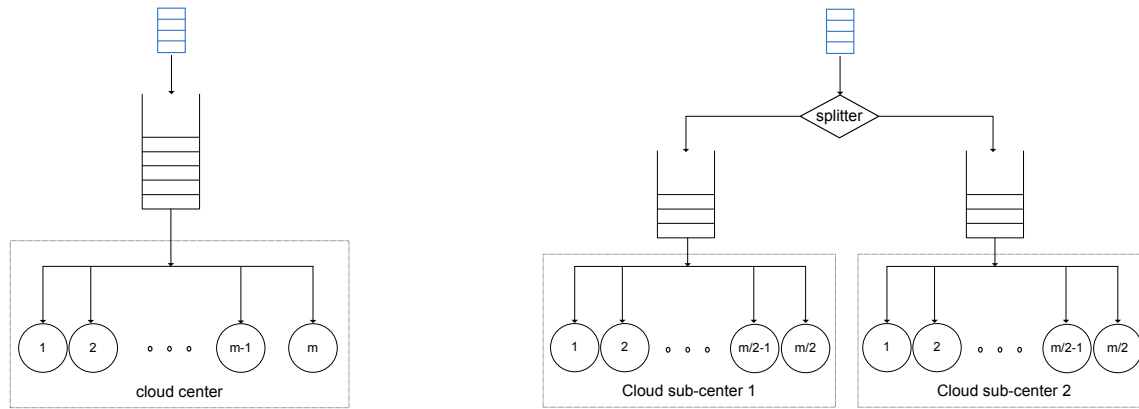 1
2
m-1
m
cloud center
splitter
1
2
m/2-1
m/2
Cloud sub-center 1
1
2
m/2-1
m/2
Cloud sub-center 2